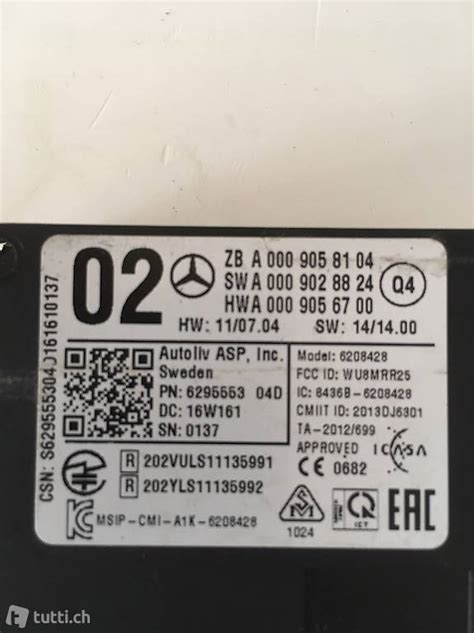 02
ZB A 000 905 81 04
SW A 000 902 88 24
HW A 000 905 67 00
Q4
HW: 11/07.04 SW: 14/14.00
CSN: S6295555304J161610137
Autoliv ASP, Inc.
Sweden
PN: 6295553 04D
DC: 16W161
SN: 0137
Model: 6208428
FCC ID: WU8MRR25
IC: 8436B-6208428
CMIIT ID: 2013DJ6301
TA-2012/699
APPROVED ICASA
CE 0682
R 202VULS11135991
R 202YLS11135992
MSIP-CMI-A1K-6208428
1024
ICT
EAC
tutti.ch